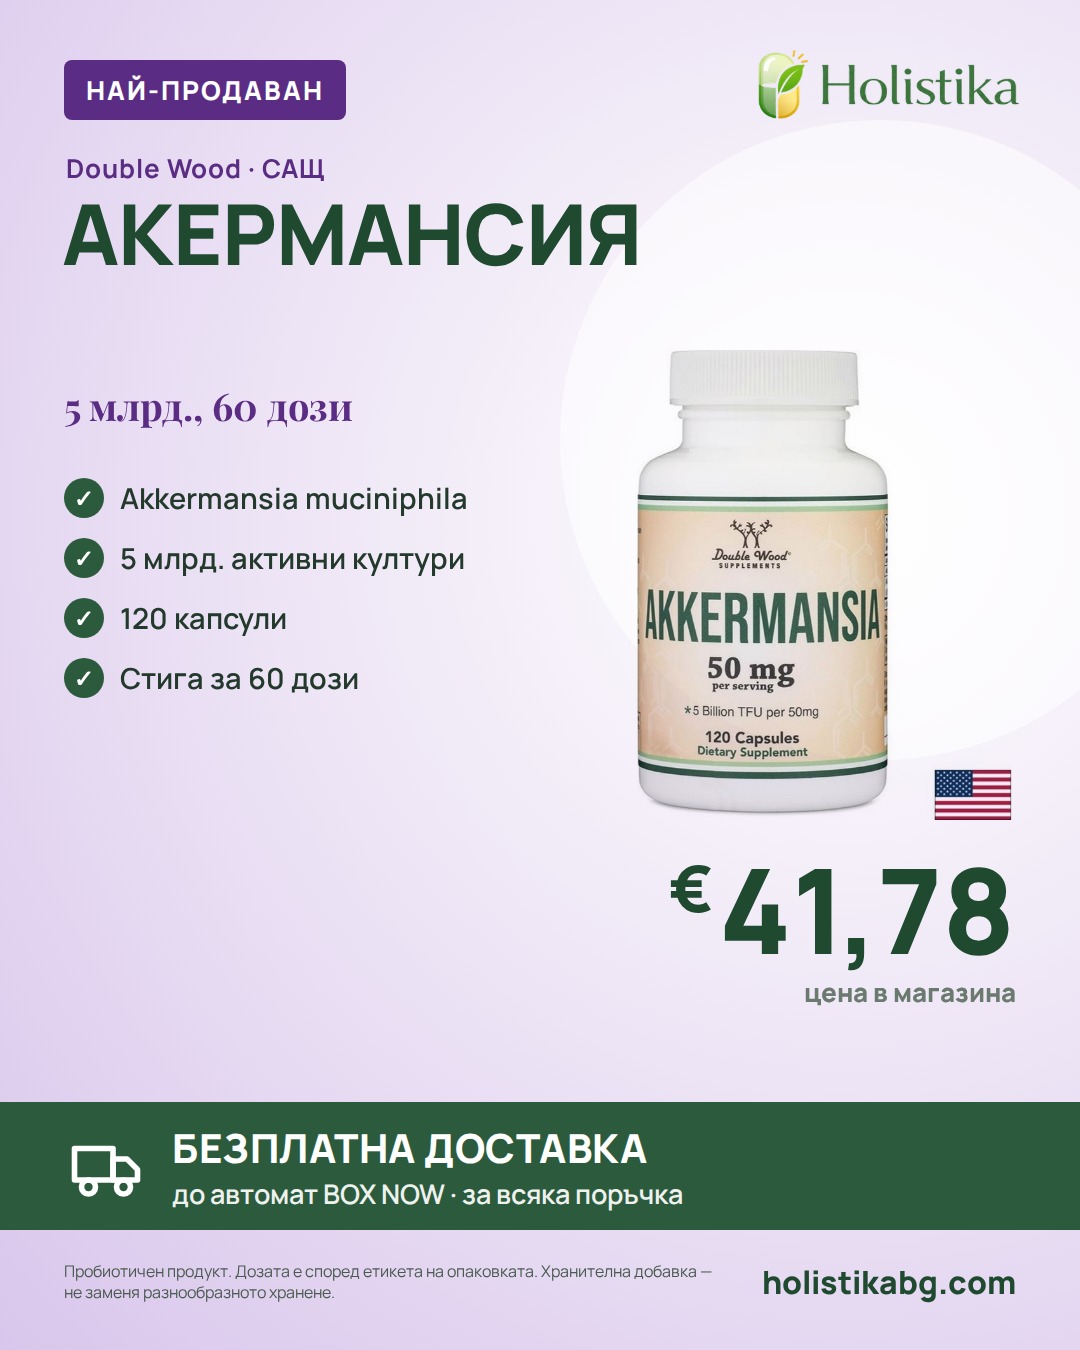 НАЙ-ПРОДАВАН
Holistika
Double Wood · САЩ
АКЕРМАНСИЯ
5 млрд., 60 дози
✓ Akkermansia muciniphila
✓ 5 млрд. активни култури
✓ 120 капсули
✓ Стига за 60 дози
Double Wood
SUPPLEMENTS
AKKERMANSIA
50 mg
per serving
*5 Billion TFU per 50mg
120 Capsules
Dietary Supplement
€41,78
цена в магазина
БЕЗПЛАТНА ДОСТАВКА
до автомат BOX NOW · за всяка поръчка
Пробиотичен продукт. Дозата е според етикета на опаковката. Хранителна добавка —
не заменя разнообразното хранене.
holistikabg.com